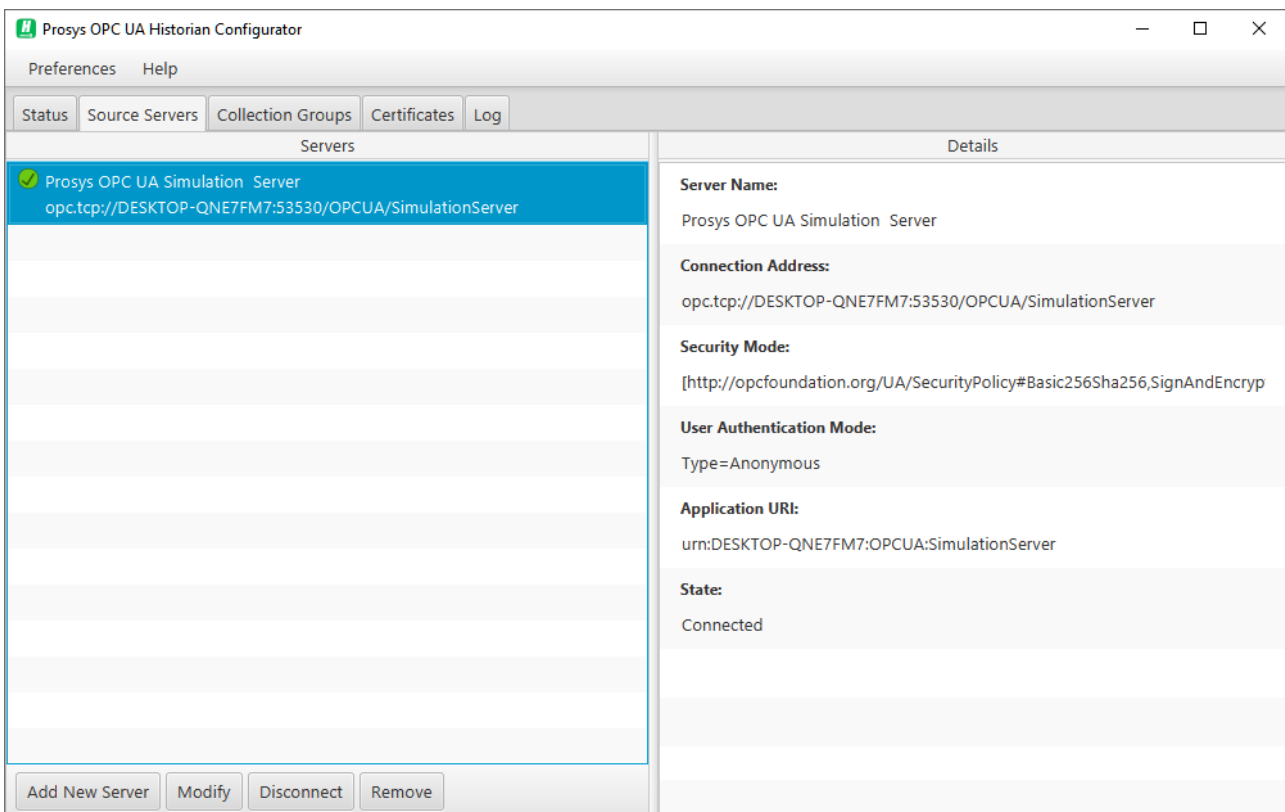 Prosys OPC UA Historian Configurator
Preferences Help
Status Source Servers Collection Groups Certificates Log
Servers
Prosys OPC UA Simulation  Server
opc.tcp://DESKTOP-QNE7FM7:53530/OPCUA/SimulationServer
Add New Server Modify Disconnect Remove
Details
Server Name:
Prosys OPC UA Simulation  Server
Connection Address:
opc.tcp://DESKTOP-QNE7FM7:53530/OPCUA/SimulationServer
Security Mode:
[http://opcfoundation.org/UA/SecurityPolicy#Basic256Sha256,SignAndEncryp
User Authentication Mode:
Type=Anonymous
Application URI:
urn:DESKTOP-QNE7FM7:OPCUA:SimulationServer
State:
Connected